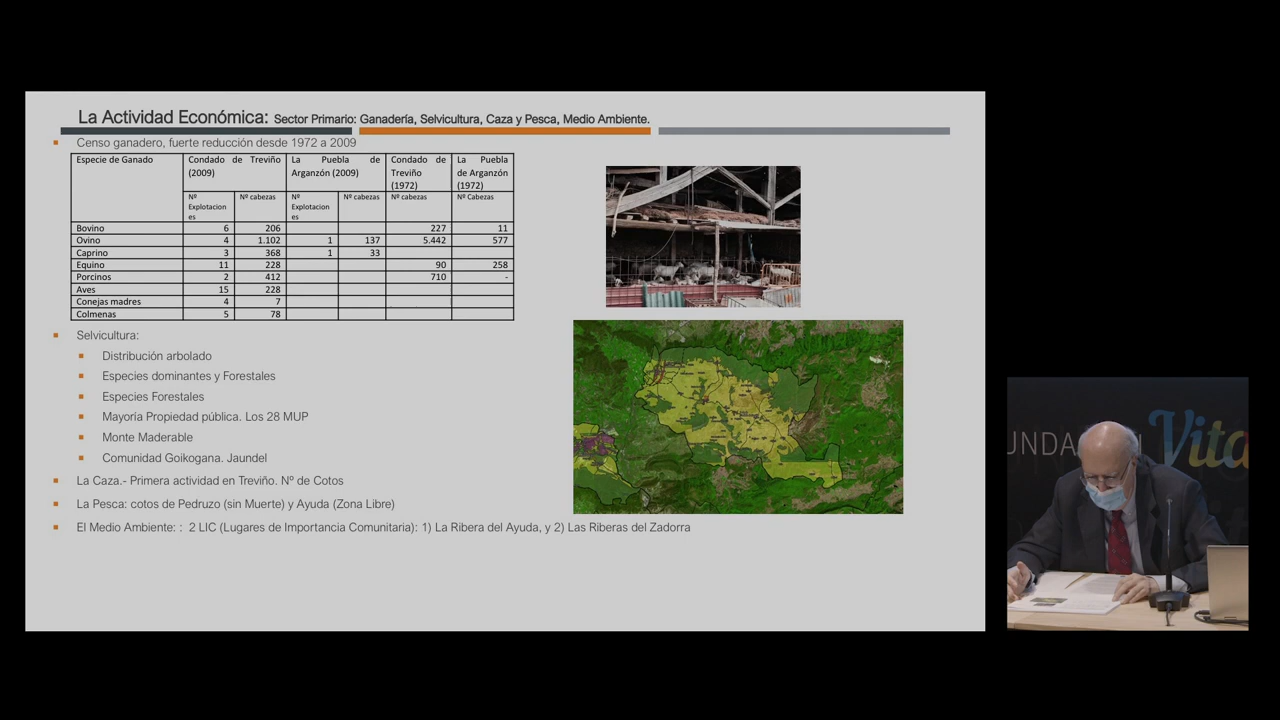 La Actividad Económica: Sector Primario: Ganadería, Selvicultura, Caza y Pesca, Medio Ambiente.
Censo ganadero, fuerte reducción desde 1972 a 2009
Especie de Ganado | Condado de Treviño (2009) | La Puebla de Arganzón (2009) | Condado de Treviño (1972) | La Puebla de Arganzón (1972)
Nº Explotaciones | Nº cabezas | Nº Explotaciones | Nº cabezas | Nº cabezas | Nº Cabezas
Bovino 6 206 227 11
Ovino 4 1.102 1 137 5.442 577
Caprino 3 368 1 33
Equino 11 228 90 258
Porcinos 2 412 710 -
Aves 15 228
Conejas madres 4 7
Colmenas 5 78
Selvicultura:
Distribución arbolado
Especies dominantes y Forestales
Especies Forestales
Mayoría Propiedad pública. Los 28 MUP
Monte Maderable
Comunidad Goikogana. Jaundel
La Caza.- Primera actividad en Treviño. Nº de Cotos
La Pesca: cotos de Pedruzo (sin Muerte) y Ayuda (Zona Libre)
El Medio Ambiente: : 2 LIC (Lugares de Importancia Comunitaria): 1) La Ribera del Ayuda, y 2) Las Riberas del Zadorra
UNDA
Vita